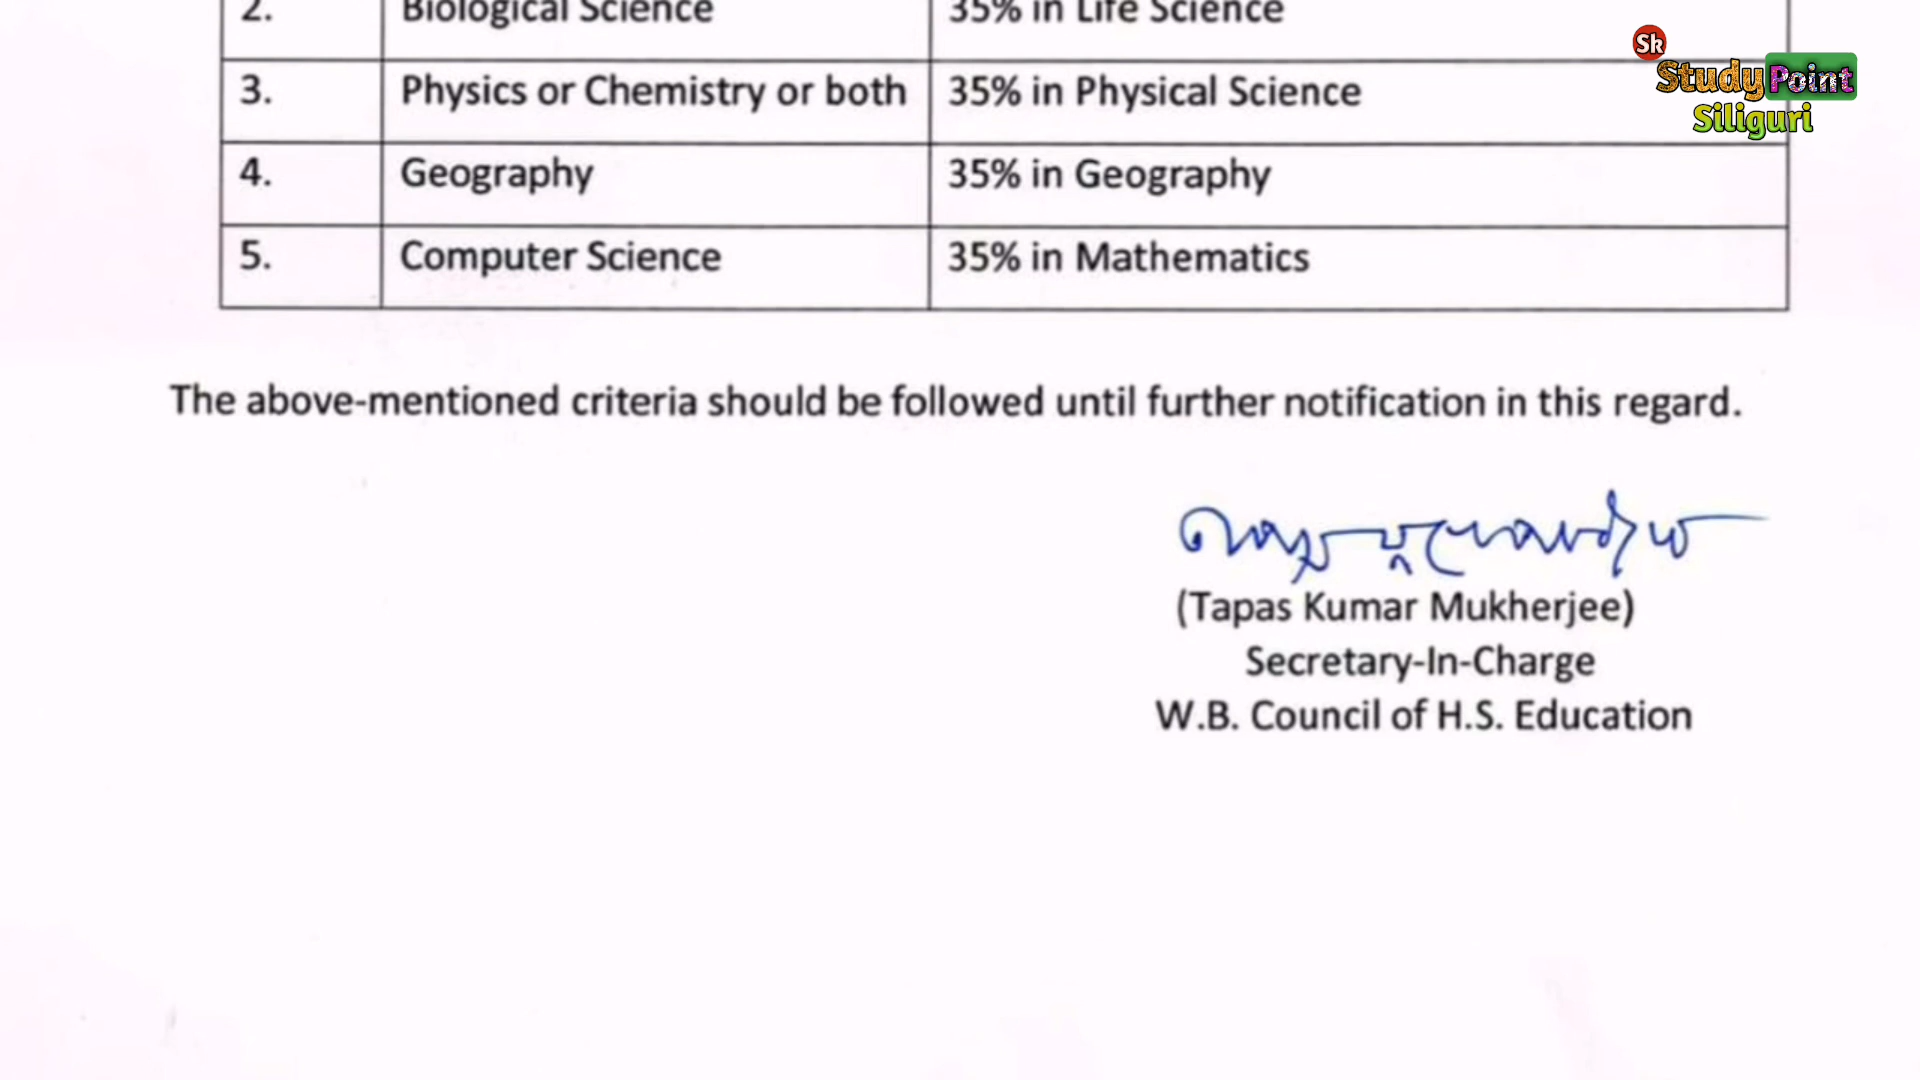 2. Biological Science 35% in Life Science
3. Physics or Chemistry or both 35% in Physical Science
4. Geography 35% in Geography
5. Computer Science 35% in Mathematics
Sk
Study Point
Siliguri
The above-mentioned criteria should be followed until further notification in this regard.
(Tapas Kumar Mukherjee)
Secretary-In-Charge
W.B. Council of H.S. Education